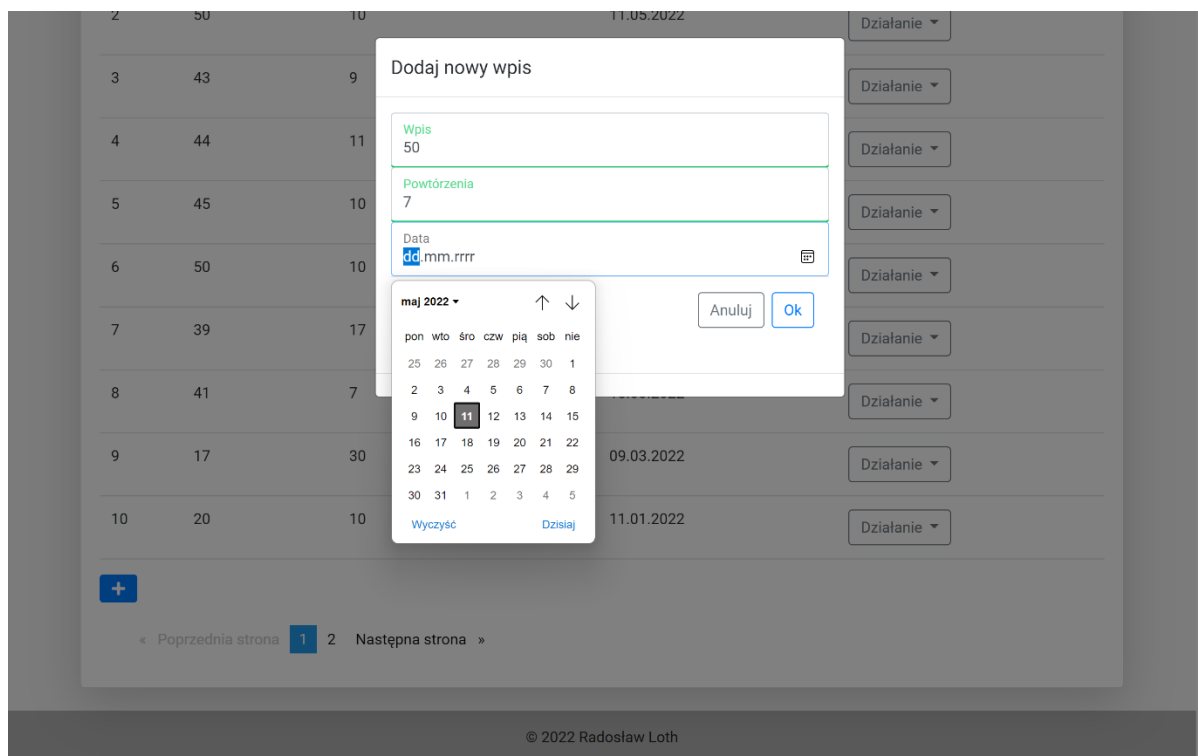 2 50 10 11.05.2022 Działanie
Dodaj nowy wpis
3 43 9 Działanie
Wpis
50
4 44 11 Działanie
Powtórzenia
7
5 45 10 Działanie
Data
dd.mm.rrrr
6 50 10 Działanie
maj 2022
Anuluj Ok
7 39 17 Działanie
pon wto śro czw pią sob nie
25 26 27 28 29 30 1
8 41 7 Działanie
2 3 4 5 6 7 8
9 10 11 12 13 14 15
16 17 18 19 20 21 22
9 17 30 09.03.2022 Działanie
23 24 25 26 27 28 29
30 31 1 2 3 4 5
Wyczyść Dzisiaj
10 20 10 11.01.2022 Działanie
+
« Poprzednia strona 1 2 Następna strona »
© 2022 Radosław Loth